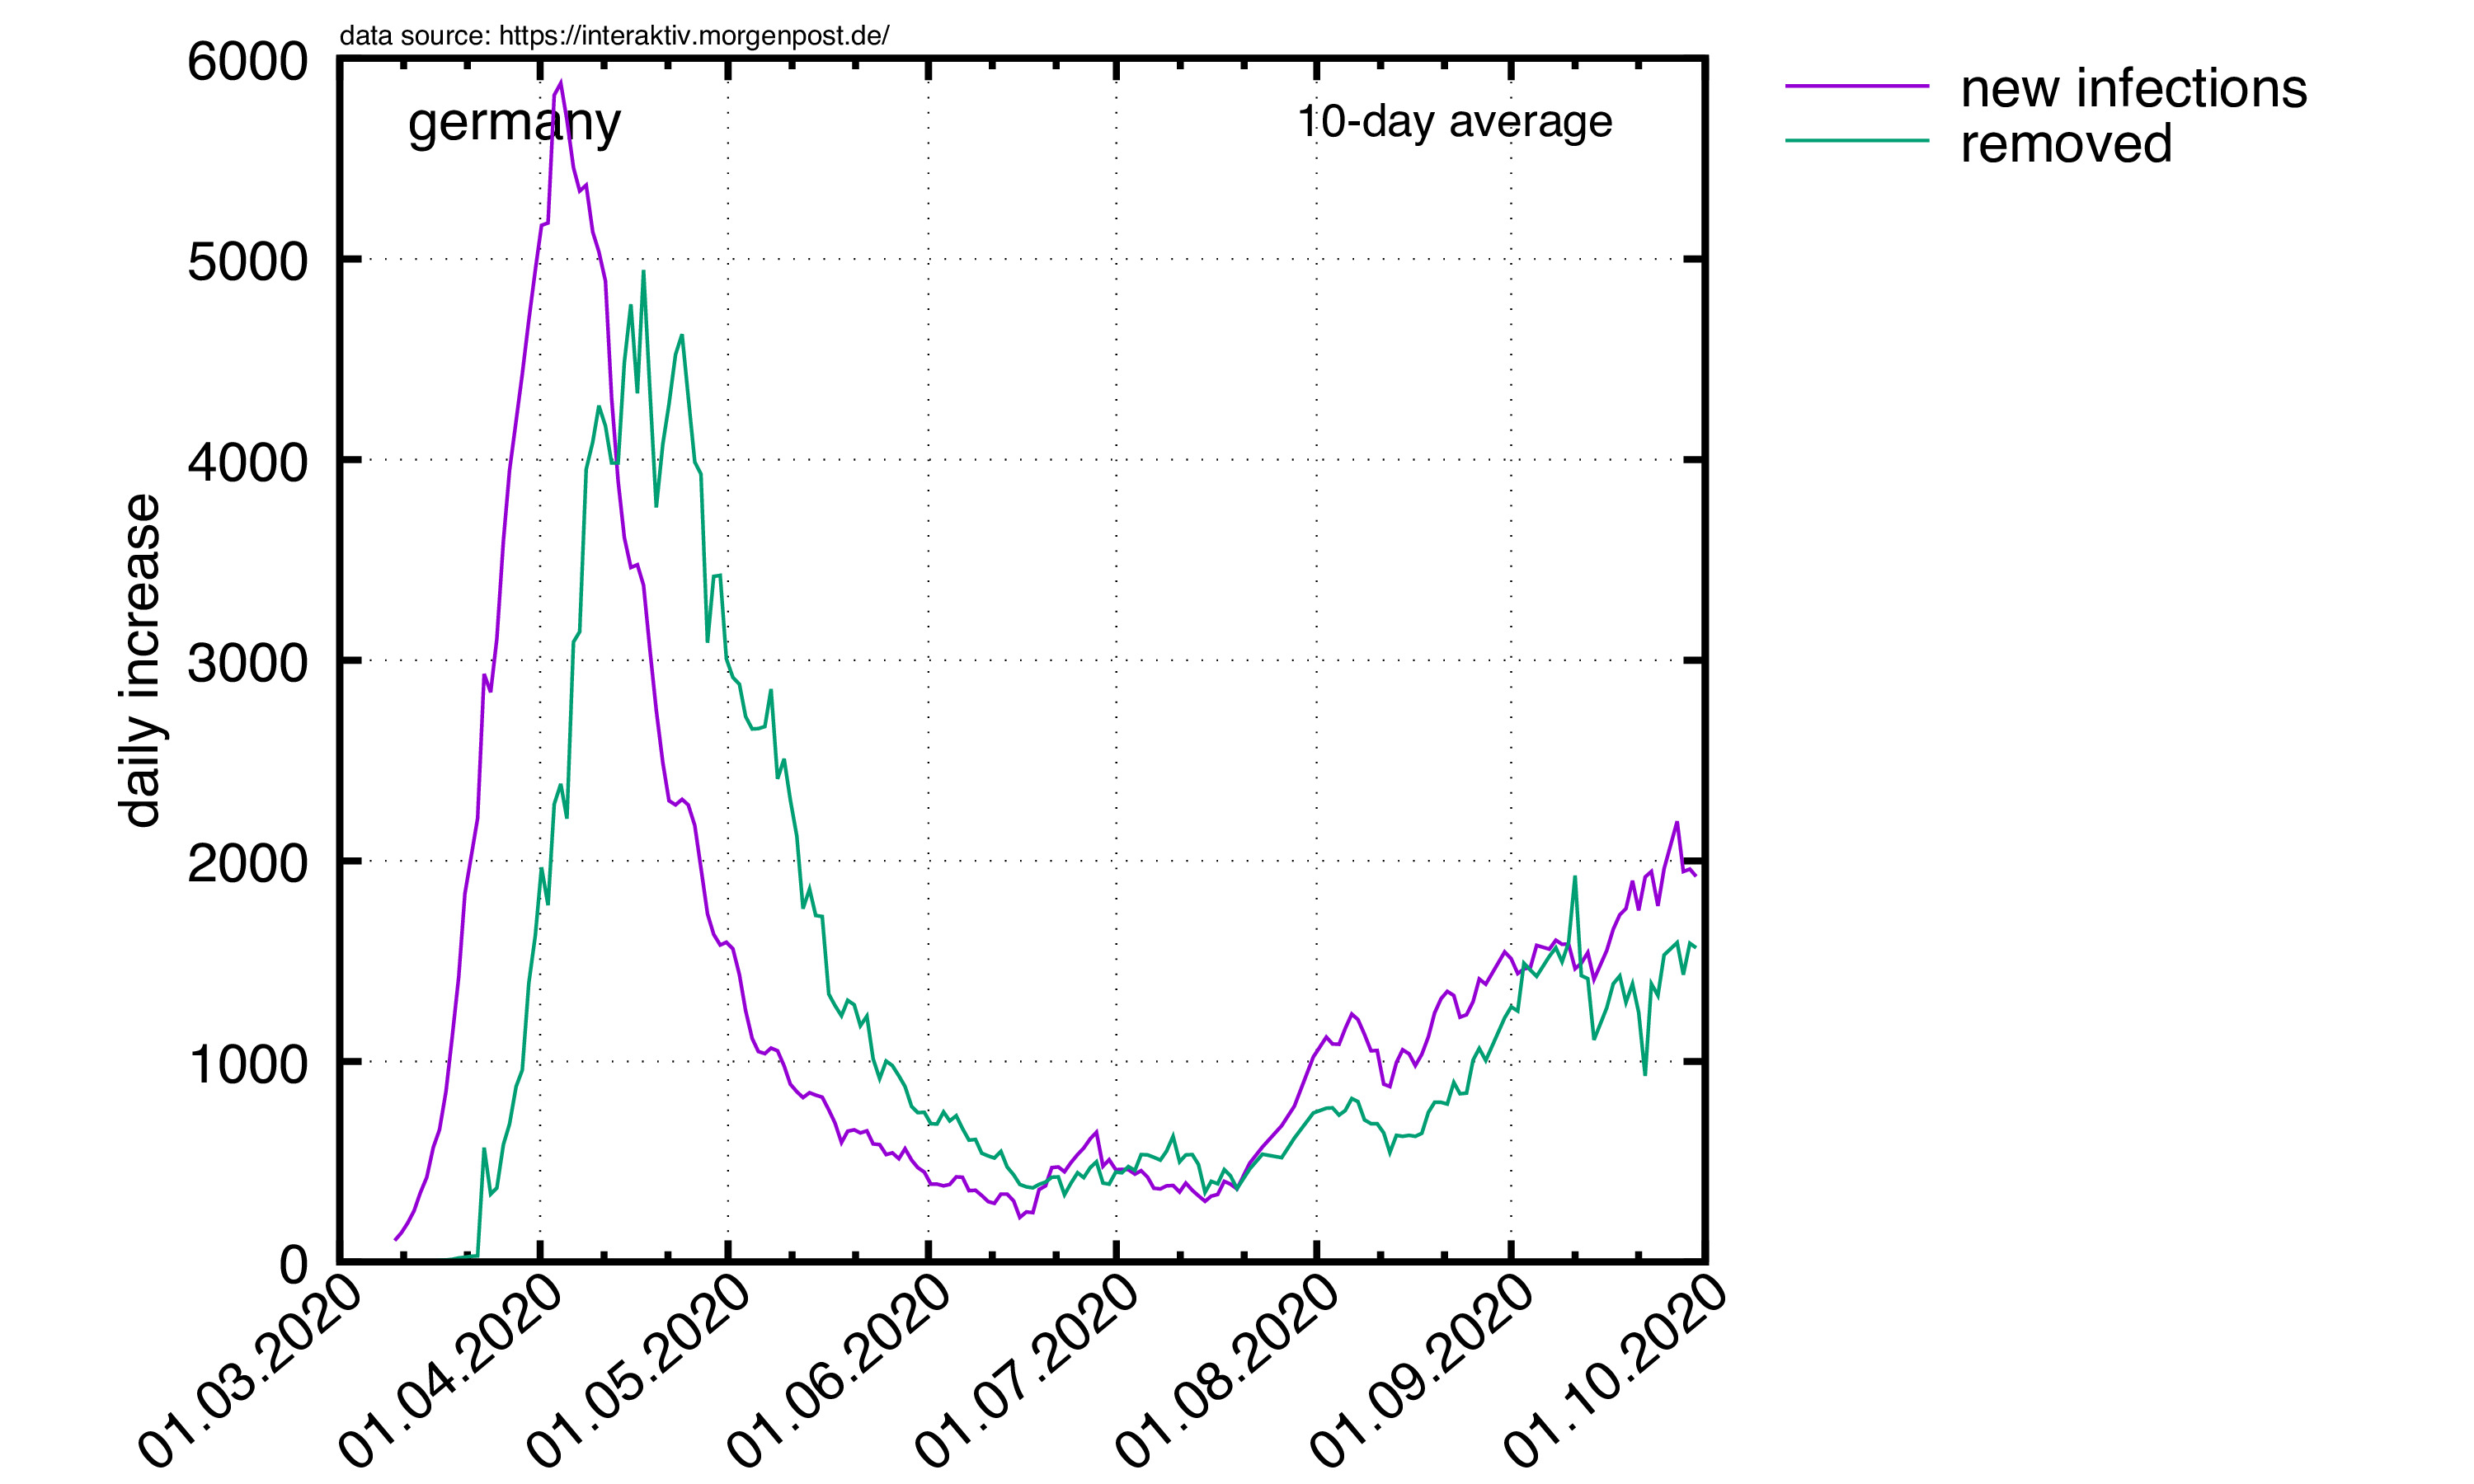 data source: https://interaktiv.morgenpost.de/
germany
10-day average
new infections
removed
daily increase
6000
5000
4000
3000
2000
1000
0
01.03.2020
01.04.2020
01.05.2020
01.06.2020
01.07.2020
01.08.2020
01.09.2020
01.10.2020